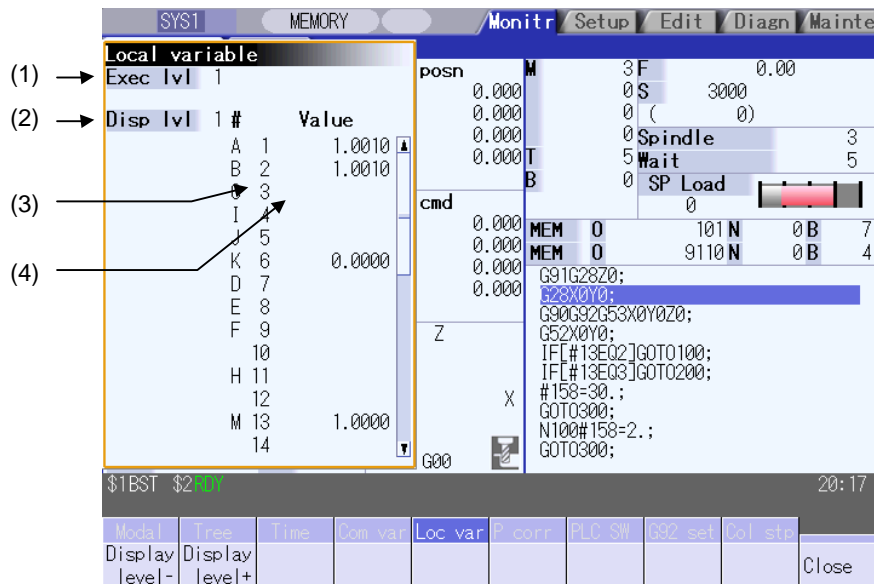 SYS1 MEMORY Monitr Setup Edit Diagn Mainte
Local variable
(1) Exec lvl 1
(2) Disp lvl 1 # Value
A 1 1.0010
B 2 1.0010
(3) 3
I 4
J 5
(4) K 6 0.0000
D 7
E 8
F 9
10
H 11
12
M 13 1.0000
14
posn
0.000
0.000
0.000
0.000
cmd
0.000
0.000
0.000
0.000
Z
X
G00
M 3
0
0
0
T 5
B 0
F 0.00
S 3000
( 0)
Spindle 3
Wait 5
SP Load
0
MEM O 101 N 0 B 7
MEM O 9110 N 0 B 4
G91G28Z0;
G28X0Y0;
G90G92G53X0Y0Z0;
G52X0Y0;
IF[#13EQ2]GOTO100;
IF[#13EQ3]GOTO200;
#158=30.;
GOTO300;
N100#158=2.;
GOTO300;
$1BST $2RDY 20:17
Modal Tree Time Com var Loc var P corr PLC SW G92 set Col stp
Display level- Display level+ Close